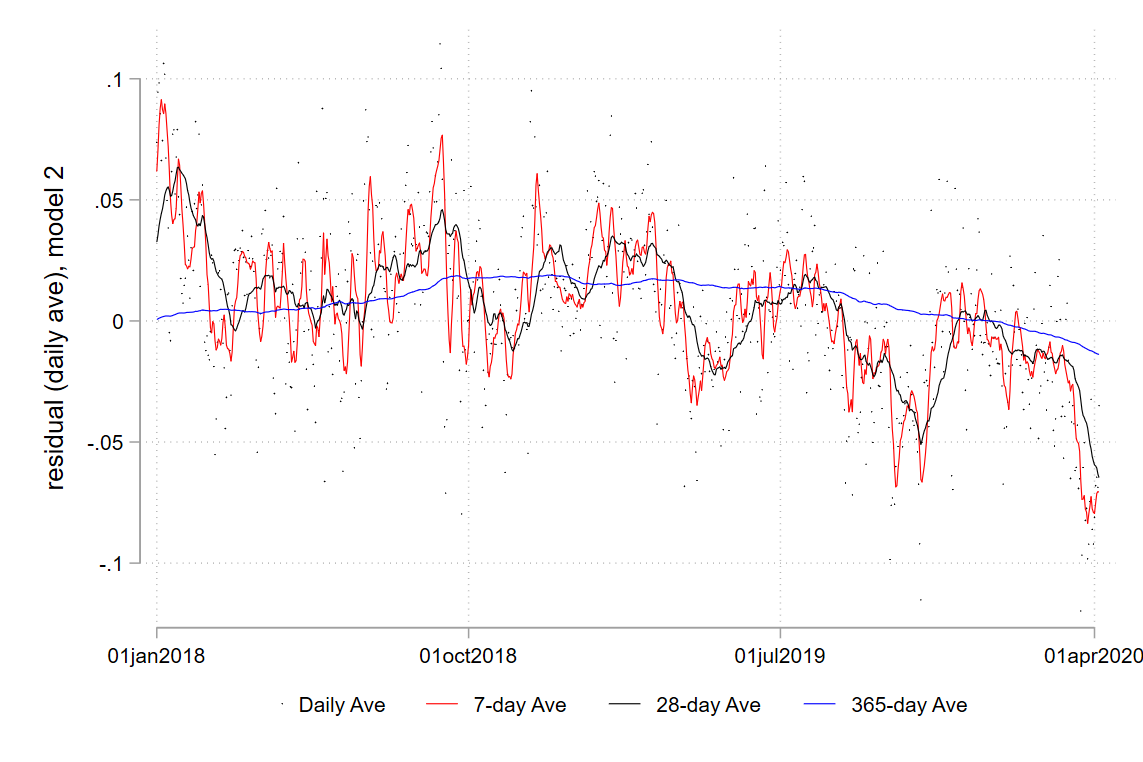 residual (daily ave), model 2
.1
.05
0
-.05
-.1
01jan2018
01oct2018
01jul2019
01apr2020
Daily Ave
7-day Ave
28-day Ave
365-day Ave